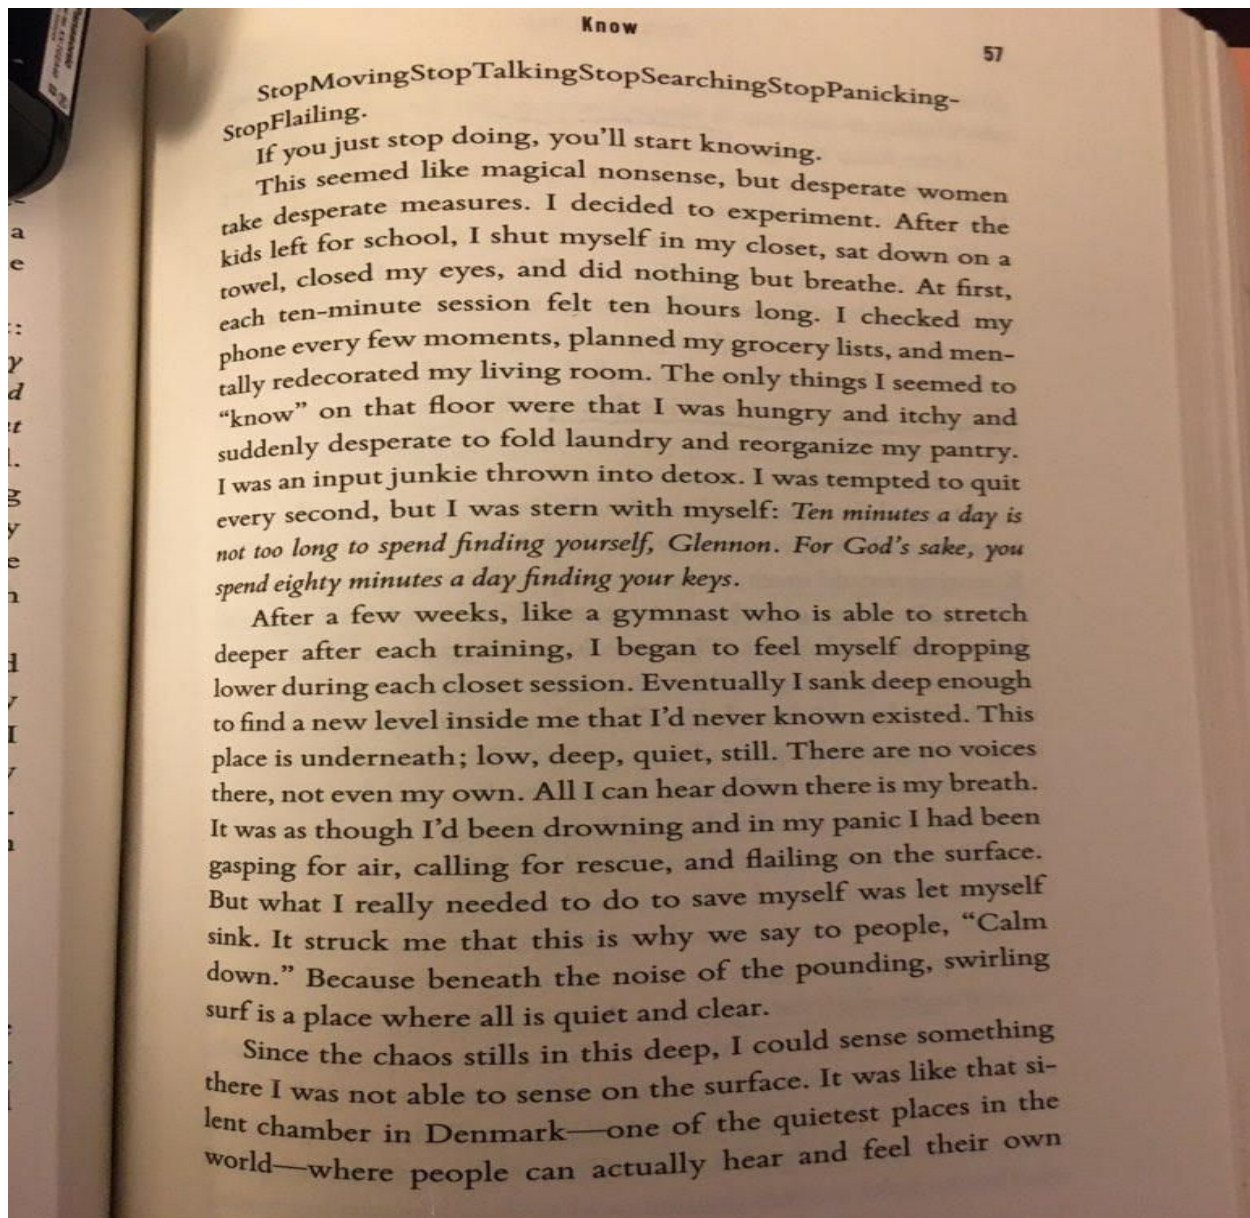 Know
57
StopMovingStopTalkingStopSearchingStopPanicking-
StopFlailing.
If you just stop doing, you'll start knowing.
This seemed like magical nonsense, but desperate women
take desperate measures. I decided to experiment. After the
kids left for school, I shut myself in my closet, sat down on a
towel, closed my eyes, and did nothing but breathe. At first,
each ten-minute session felt ten hours long. I checked my
phone every few moments, planned my grocery lists, and men-
tally redecorated my living room. The only things I seemed to
“know” on that floor were that I was hungry and itchy and
suddenly desperate to fold laundry and reorganize my pantry.
I was an input junkie thrown into detox. I was tempted to quit
every second, but I was stern with myself: Ten minutes a day is
not too long to spend finding yourself, Glennon. For God's sake, you
spend eighty minutes a day finding your keys.
After a few weeks, like a gymnast who is able to stretch
deeper after each training, I began to feel myself dropping
lower during each closet session. Eventually I sank deep enough
to find a new level inside me that I'd never known existed. This
place is underneath; low, deep, quiet, still. There are no voices
there, not even my own. All I can hear down there is my breath.
It was as though I'd been drowning and in my panic I had been
gasping for air, calling for rescue, and flailing on the surface.
But what I really needed to do to save myself was let myself
sink. It struck me that this is why we say to people, “Calm
down.” Because beneath the noise of the pounding, swirling
surf is a place where all is quiet and clear.
Since the chaos stills in this deep, I could sense something
there I was not able to sense on the surface. It was like that si-
lent chamber in Denmark—one of the quietest places in the
world—where people can actually hear and feel their own